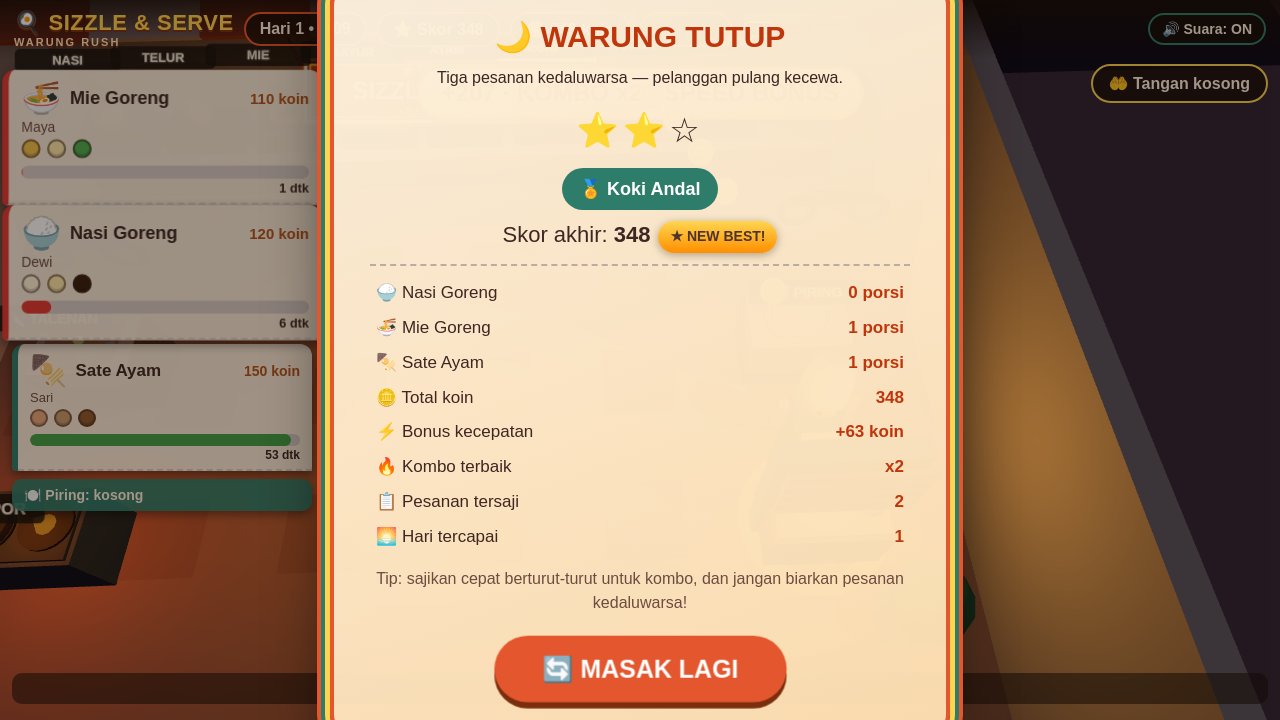 SIZZLE & SERVE
WARUNG RUSH
Hari 1 •
Skor 348
Suara: ON
Tangan kosong
NASI
TELUR
MIE
Mie Goreng
110 koin
Maya
1 dtk
Nasi Goreng
120 koin
Dewi
6 dtk
TALENAN
Sate Ayam
150 koin
Sari
53 dtk
Piring: kosong
WARUNG TUTUP
Tiga pesanan kedaluwarsa — pelanggan pulang kecewa.
Koki Andal
Skor akhir: 348 ★ NEW BEST!
Nasi Goreng 0 porsi
Mie Goreng 1 porsi
Sate Ayam 1 porsi
Total koin 348
Bonus kecepatan +63 koin
Kombo terbaik x2
Pesanan tersaji 2
Hari tercapai 1
Tip: sajikan cepat berturut-turut untuk kombo, dan jangan biarkan pesanan
kedaluwarsa!
MASAK LAGI